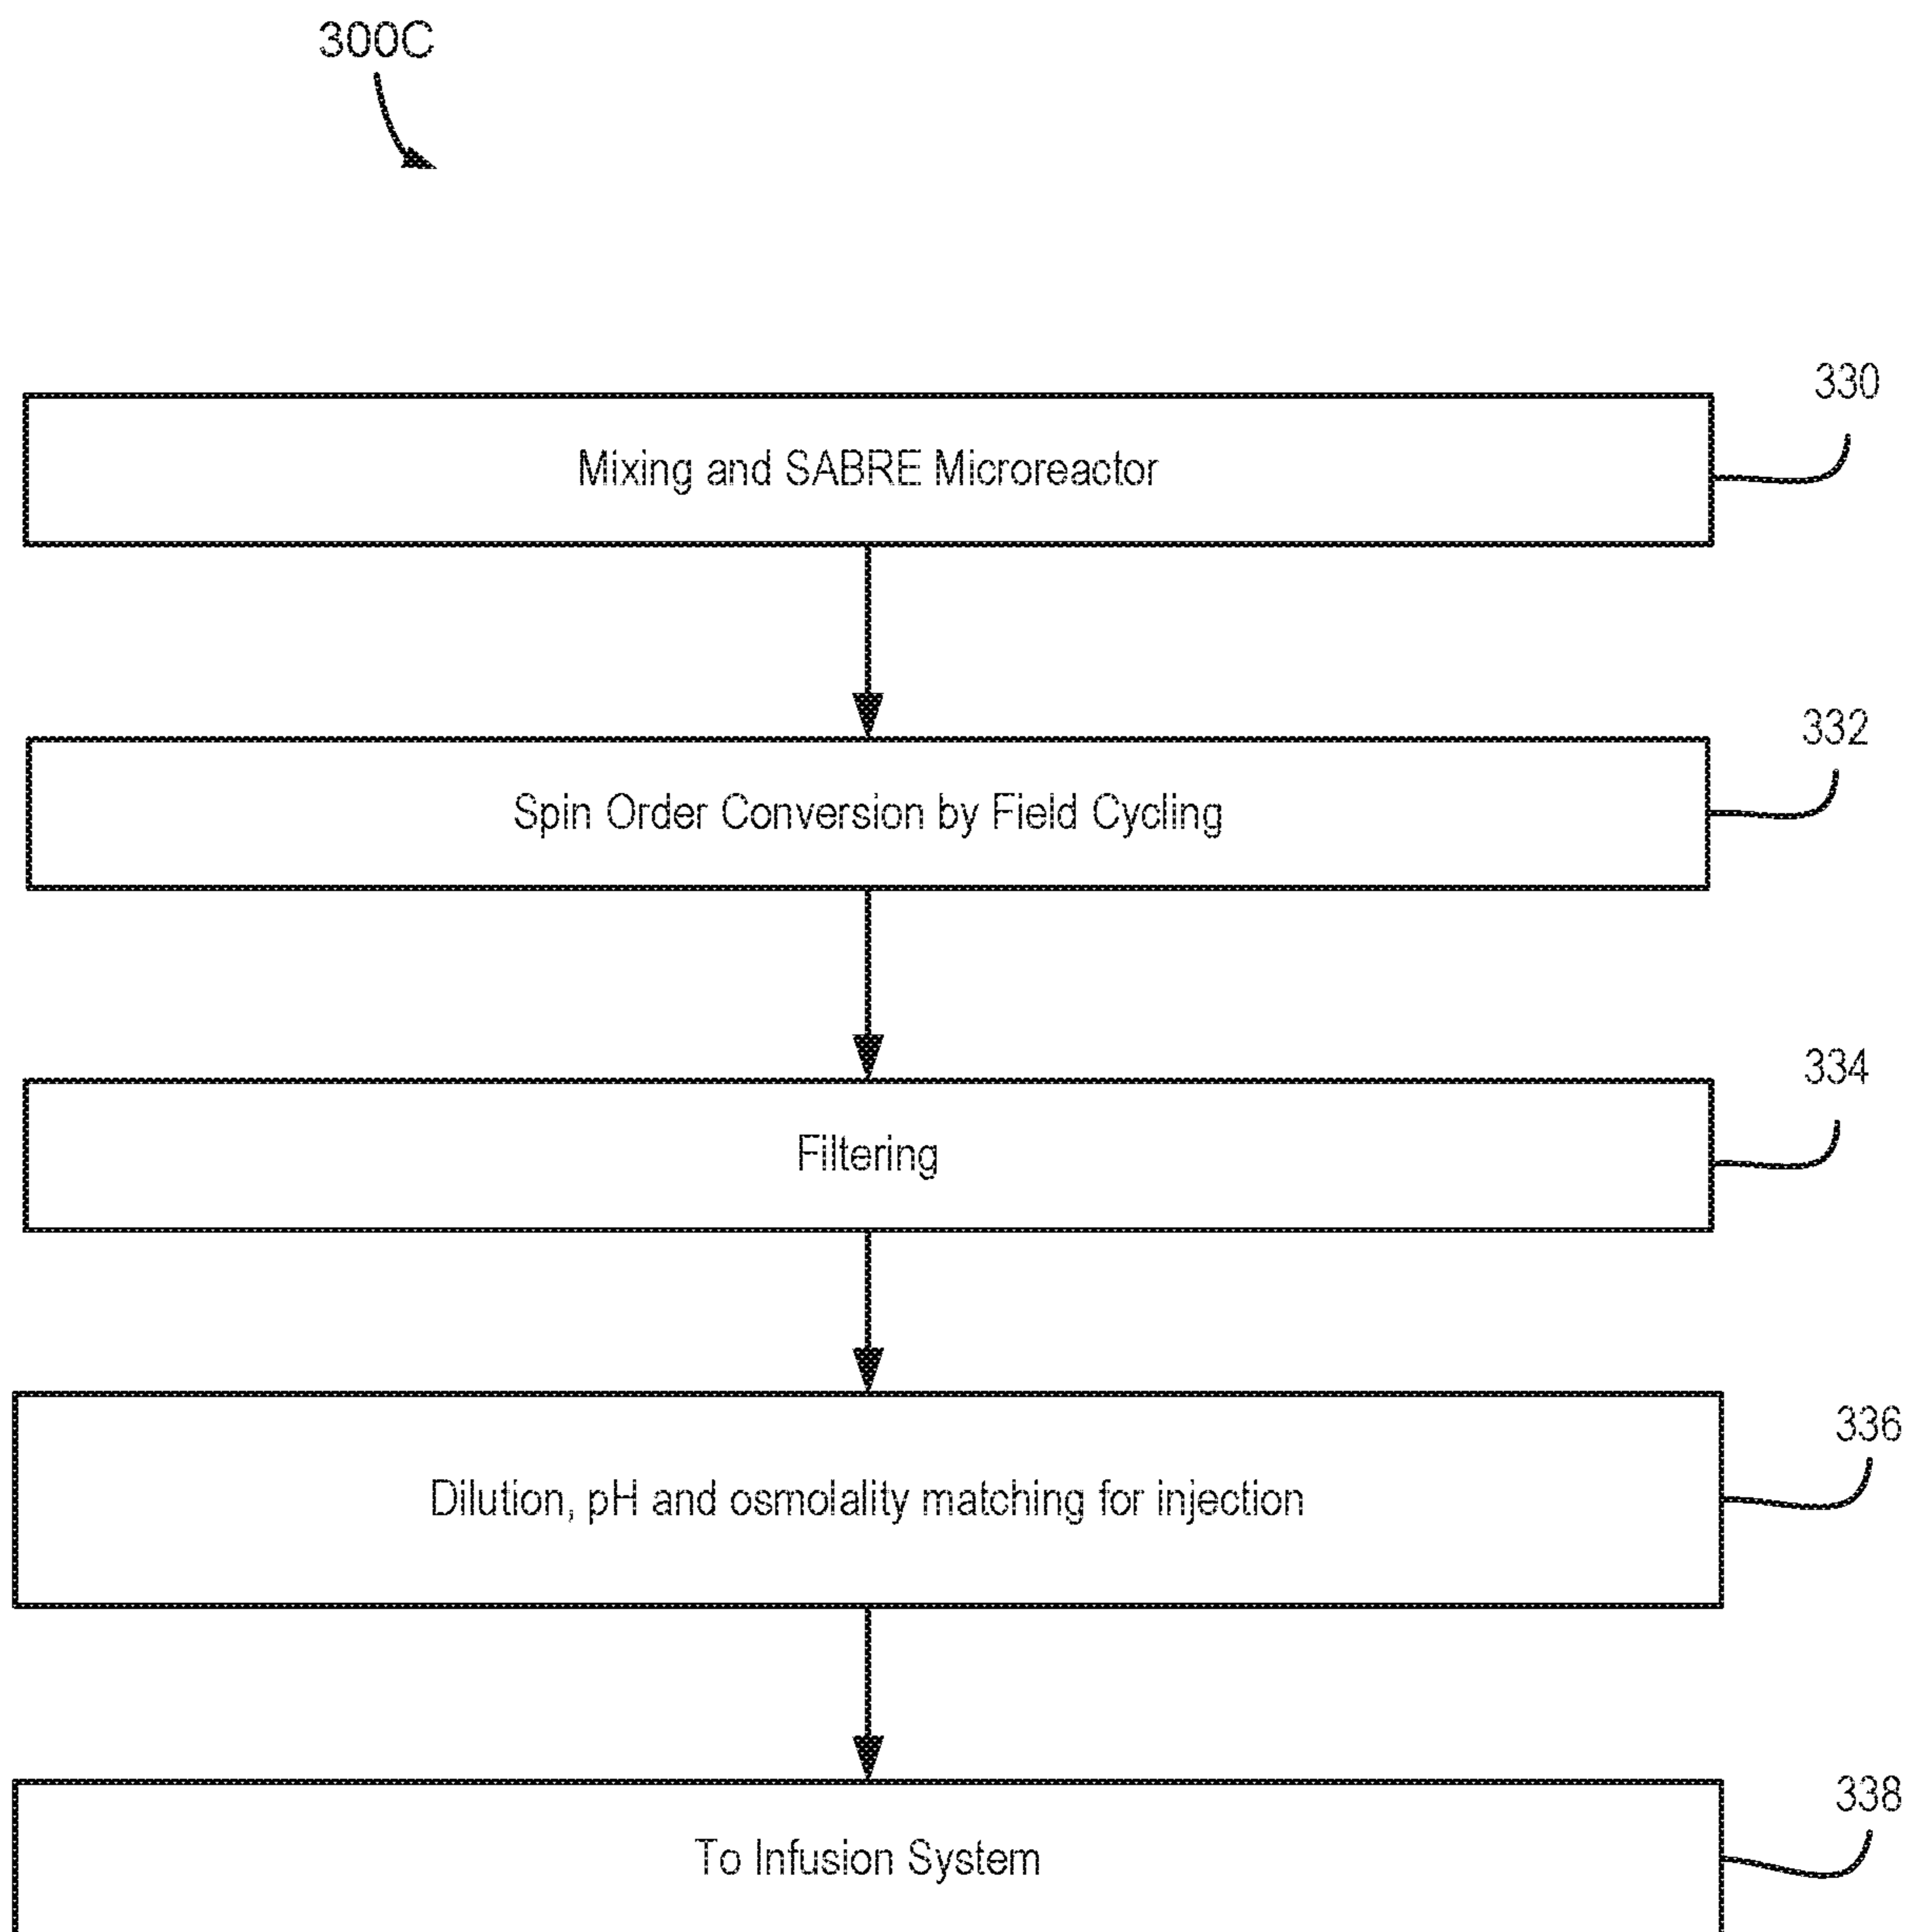 300C
330
Mixing and SABRE Microreactor
332
Spin Order Conversion by Field Cycling
334
Filtering
336
Dilution, pH and osmolality matching for injection
338
To Infusion System